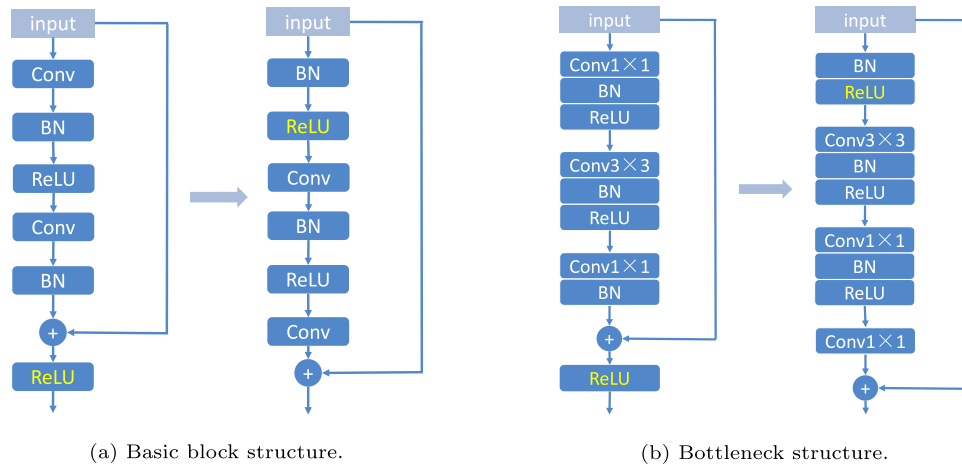 input
Conv
BN
ReLU
Conv
BN
+
ReLU
input
BN
ReLU
Conv
BN
ReLU
Conv
+
(a) Basic block structure.
input
Conv1×1
BN
ReLU
Conv3×3
BN
ReLU
Conv1×1
BN
+
ReLU
input
BN
ReLU
Conv3×3
BN
ReLU
Conv1×1
BN
ReLU
Conv1×1
+
(b) Bottleneck structure.